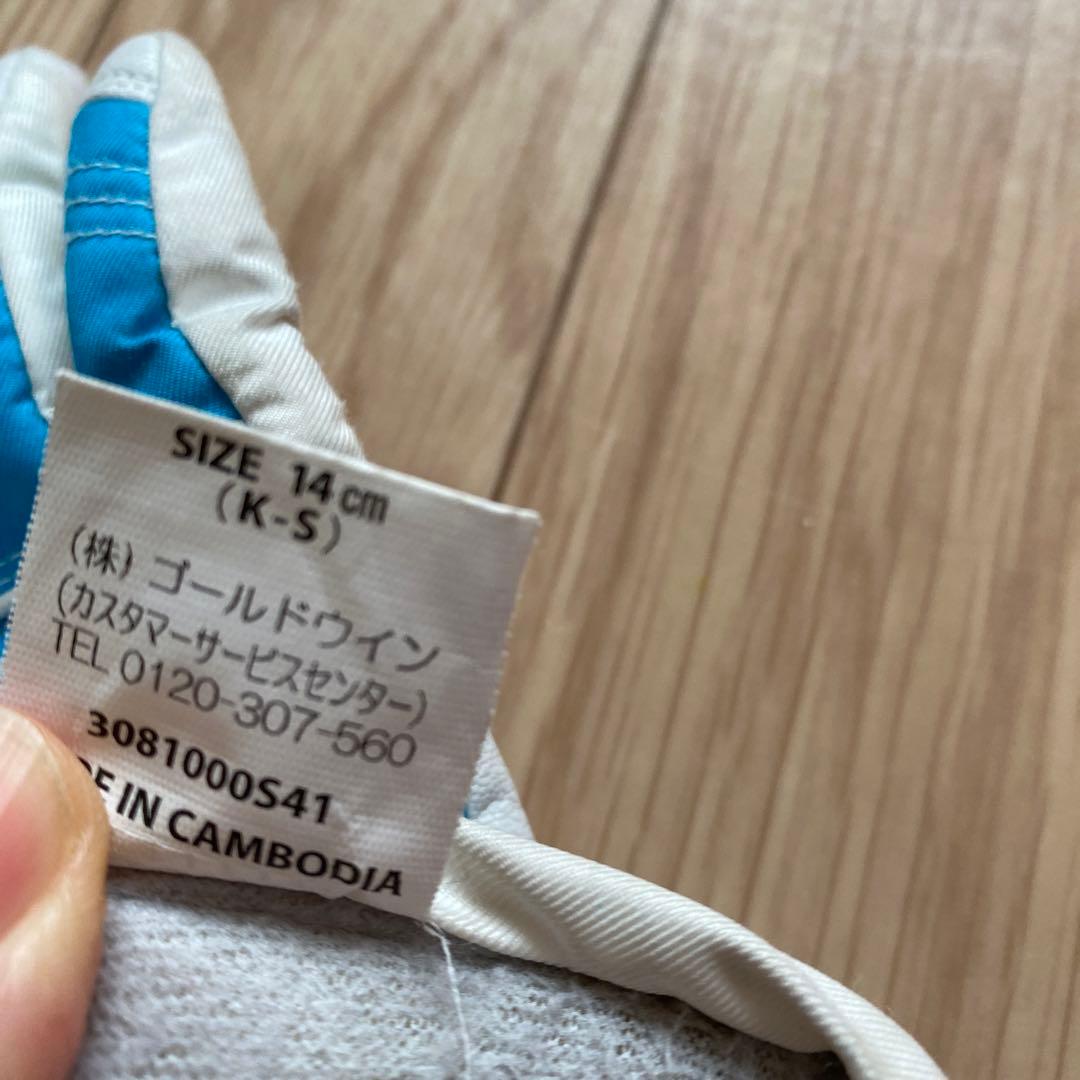 SIZE 14cm
(K-S)
(株) ゴールドウイン
(カスタマーサービスセンター)
TEL 0120-307-560
3081000S41
IN CAMBODIA